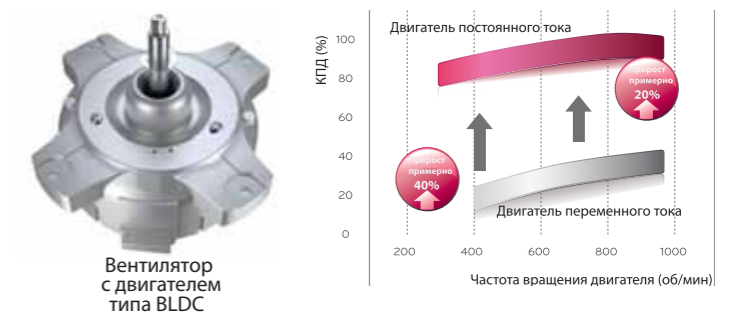 Вентилятор
с двигателем
типа BLDC
КПД (%)
100
80
60
40
20
0
Двигатель постоянного тока
прирост
примерно
20%
прирост
примерно
40%
Двигатель переменного тока
200 400 600 800 1000
Частота вращения двигателя (об/мин)